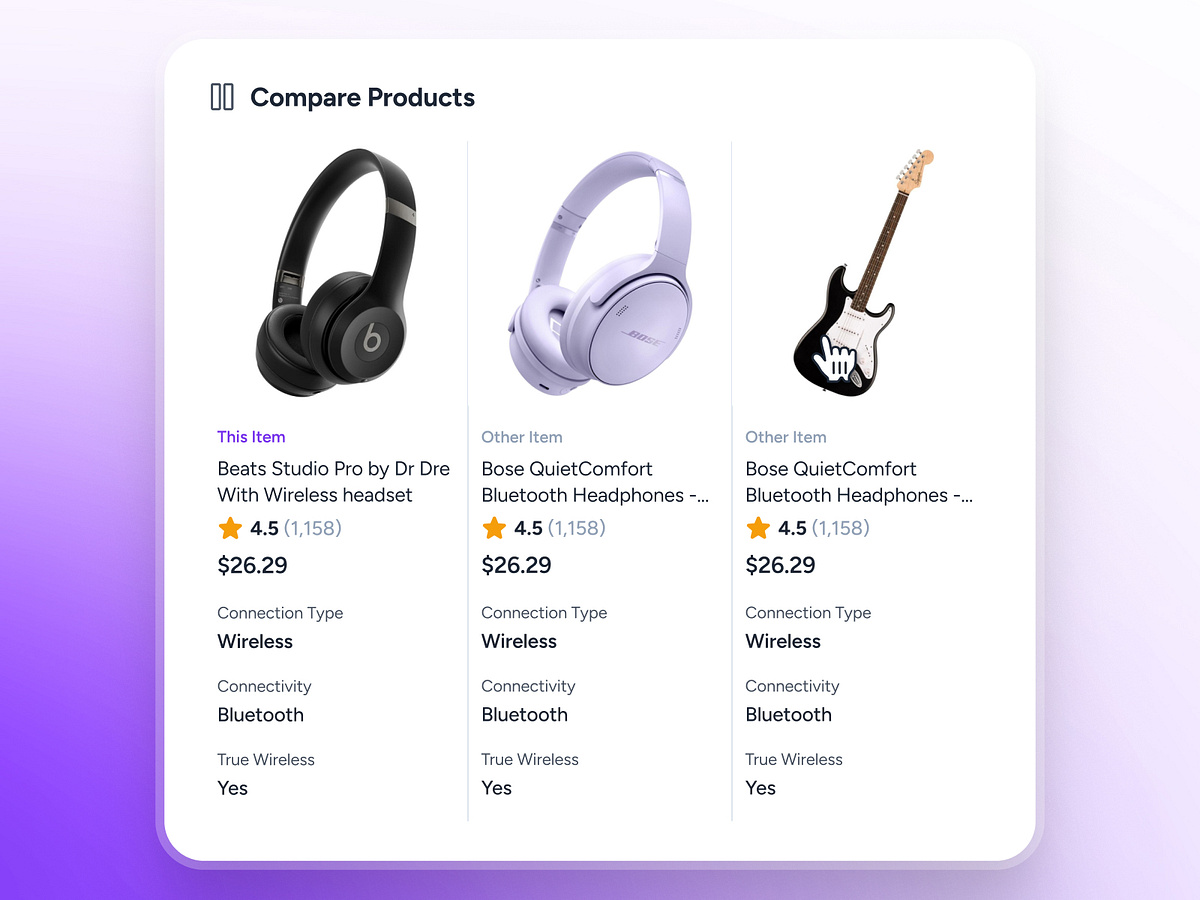 Compare Products
BOSE
This Item
Beats Studio Pro by Dr Dre
With Wireless headset
4.5 (1,158)
$26.29
Connection Type
Wireless
Connectivity
Bluetooth
True Wireless
Yes
Other Item
Bose QuietComfort
Bluetooth Headphones -...
4.5 (1,158)
$26.29
Connection Type
Wireless
Connectivity
Bluetooth
True Wireless
Yes
Other Item
Bose QuietComfort
Bluetooth Headphones -...
4.5 (1,158)
$26.29
Connection Type
Wireless
Connectivity
Bluetooth
True Wireless
Yes